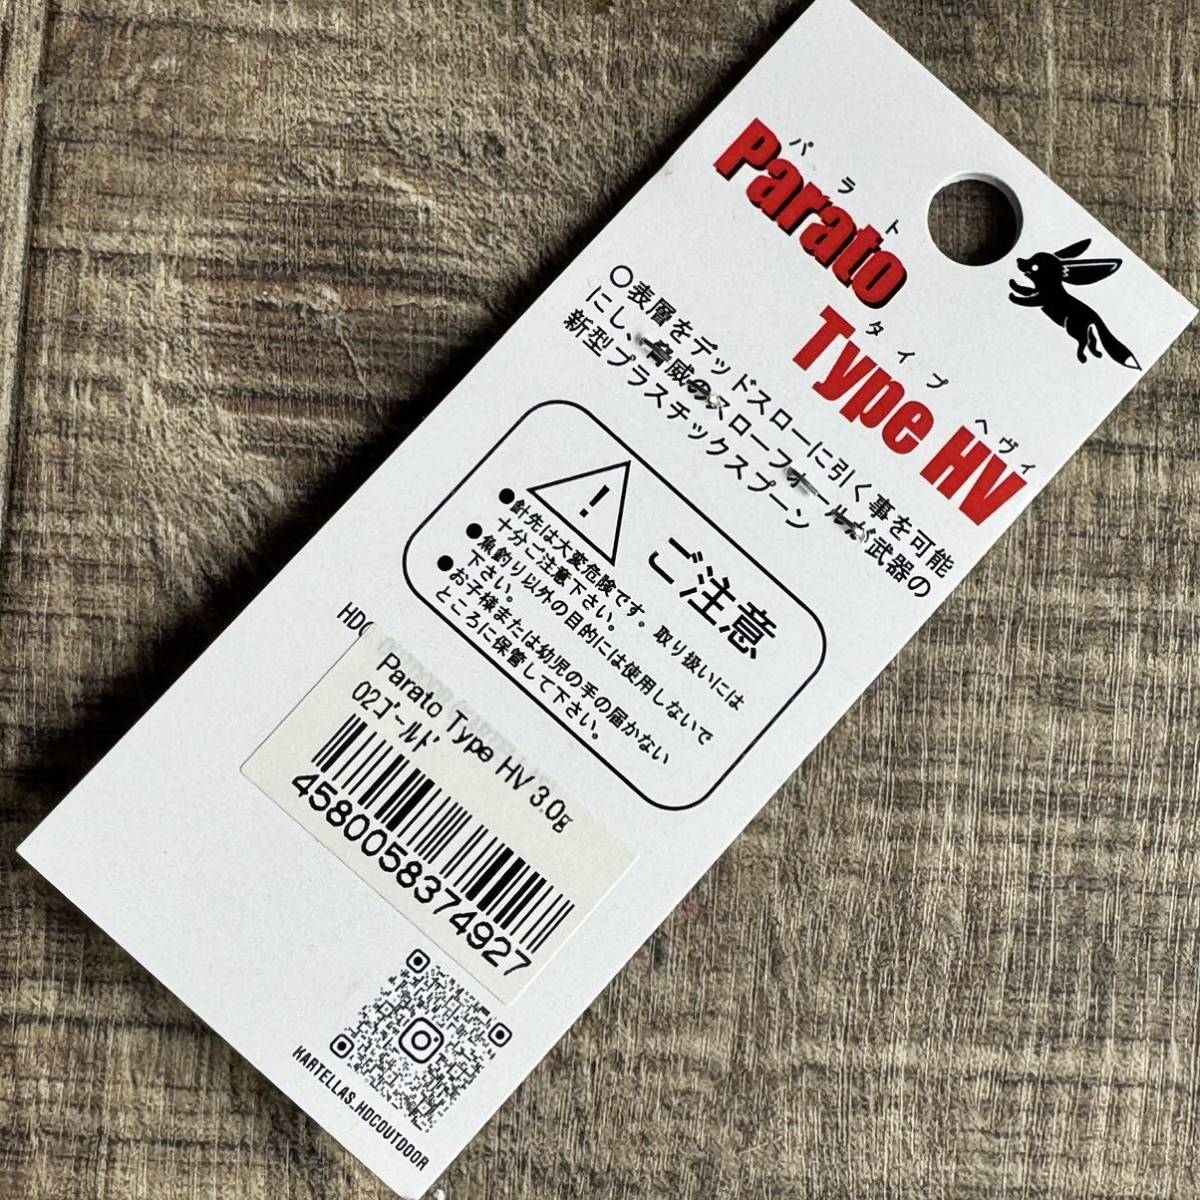 パラト
Parato
タイプ ヘヴィ
Type HV
○表層をデッドスローに引く事を可能
にし、脅威のスローフォールが武器の
新型プラスチックスプーン
ご注意
●針先は大変危険です。取り扱いには
十分ご注意下さい。
●魚釣り以外の目的には使用しないで
下さい。
●お子様または幼児の手の届かない
ところに保管して下さい。
Parato Type HV 3.0g
02ゴールド
4580058374927
KARTELLAS_HDCOUTDOOR